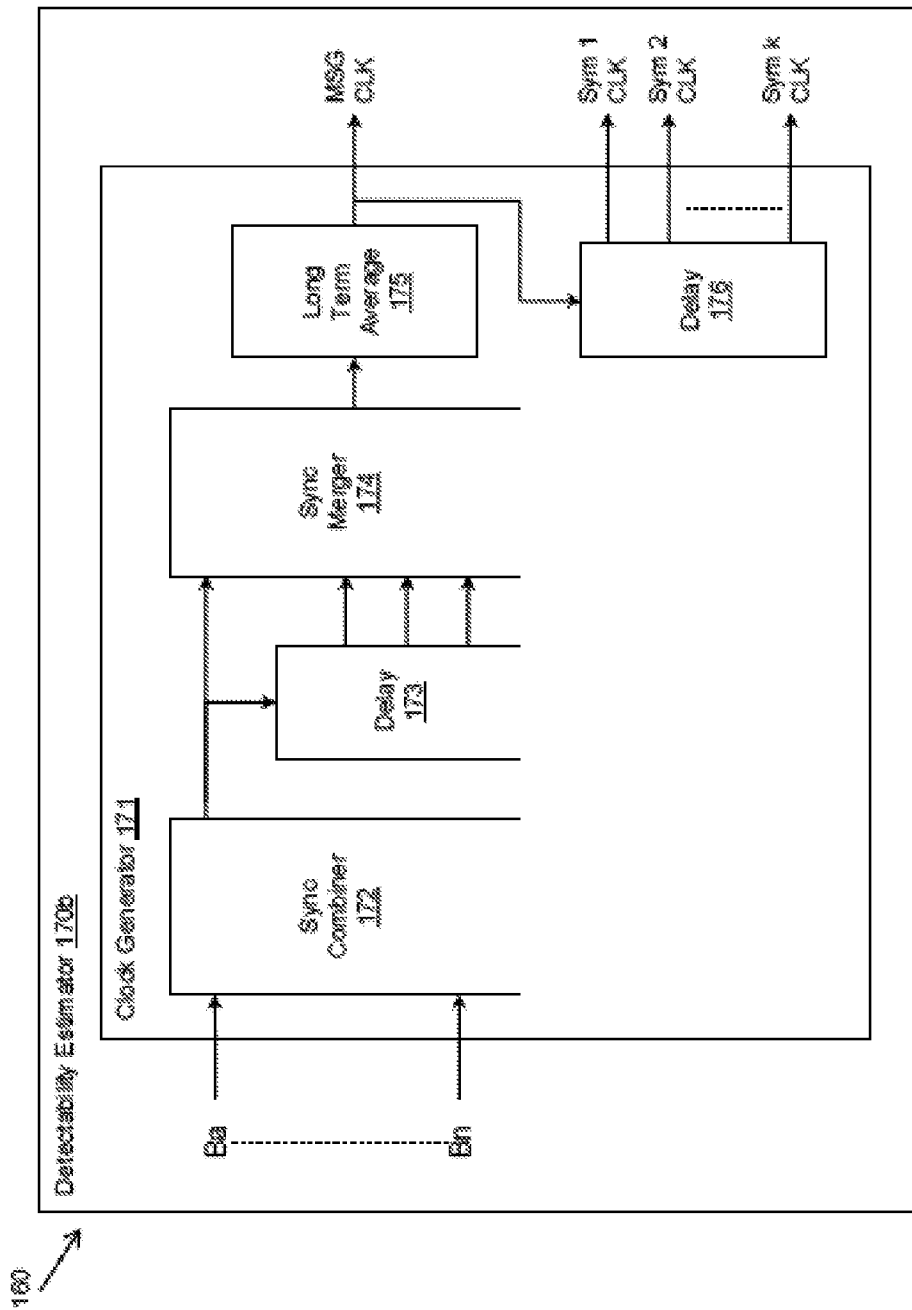 160
Detectability Estimator 170b
Clock Generator 171
Ba
Bn
Sync
Combiner
172
Delay
173
Sync
Merger
174
Long
Term
Average
175
Delay
176
MSG
CLK
Sym 1
CLK
Sym 2
CLK
Sym k
CLK